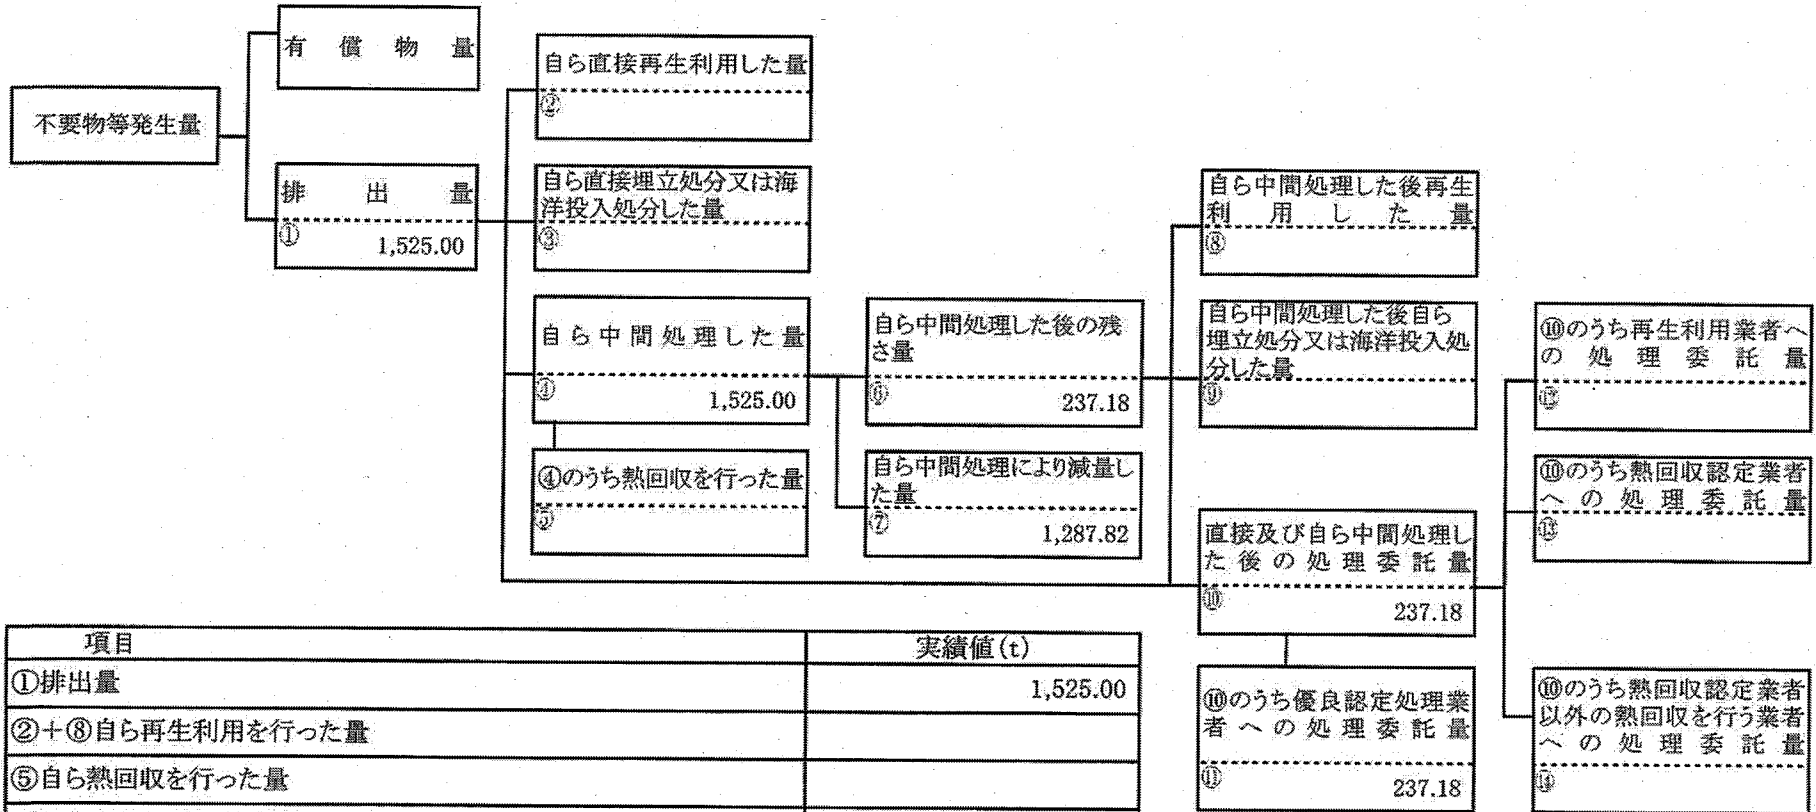 有償物量
不要物等発生量
排出量
①
1,525.00
自ら直接再生利用した量
②
自ら直接埋立処分又は海
洋投入処分した量
③
自ら中間処理した量
④
1,525.00
④のうち熱回収を行った量
⑤
自ら中間処理した後の残
さ量
⑥
237.18
自ら中間処理により減量し
た量
⑦
1,287.82
自ら中間処理した後再生
利用した量
⑧
自ら中間処理した後自ら
埋立処分又は海洋投入処
分した量
⑨
直接及び自ら中間処理し
た後の処理委託量
⑩
237.18
⑩のうち優良認定処理業
者への処理委託量
⑪
237.18
⑩のうち再生利用業者へ
の処理委託量
⑫
⑩のうち熱回収認定業者
への処理委託量
⑬
⑩のうち熱回収認定業者
以外の熱回収を行う業者
への処理委託量
⑭
項目 実績値(t)
①排出量 1,525.00
②+⑧自ら再生利用を行った量
⑤自ら熱回収を行った量